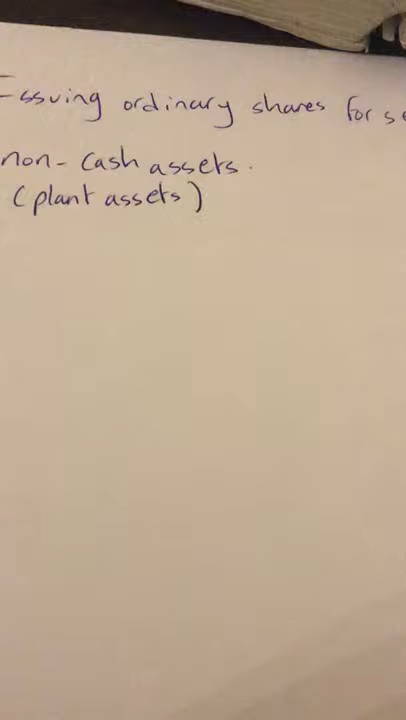 Issuing ordinary shares for
non-cash assets.
(plant assets)